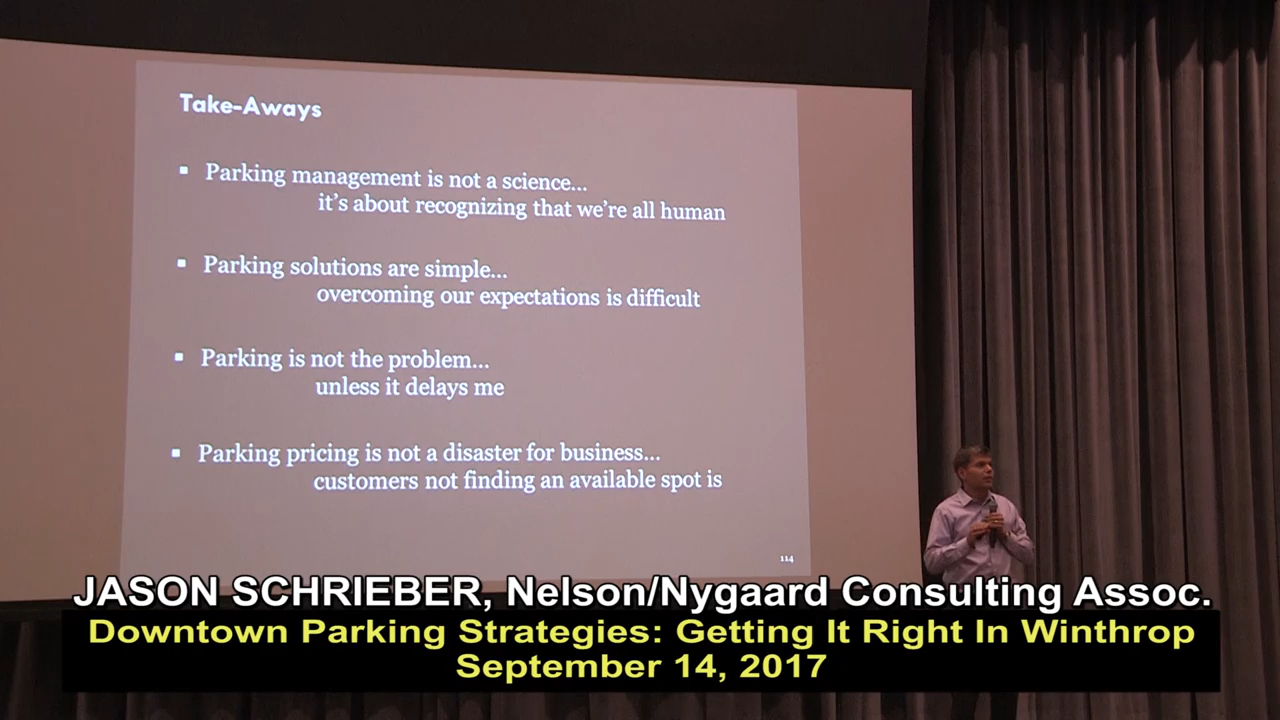 Take-Aways
▪ Parking management is not a science...
it's about recognizing that we're all human
▪ Parking solutions are simple...
overcoming our expectations is difficult
▪ Parking is not the problem...
unless it delays me
▪ Parking pricing is not a disaster for business...
customers not finding an available spot is
114
JASON SCHRIEBER, Nelson/Nygaard Consulting Assoc.
Downtown Parking Strategies: Getting It Right In Winthrop
September 14, 2017